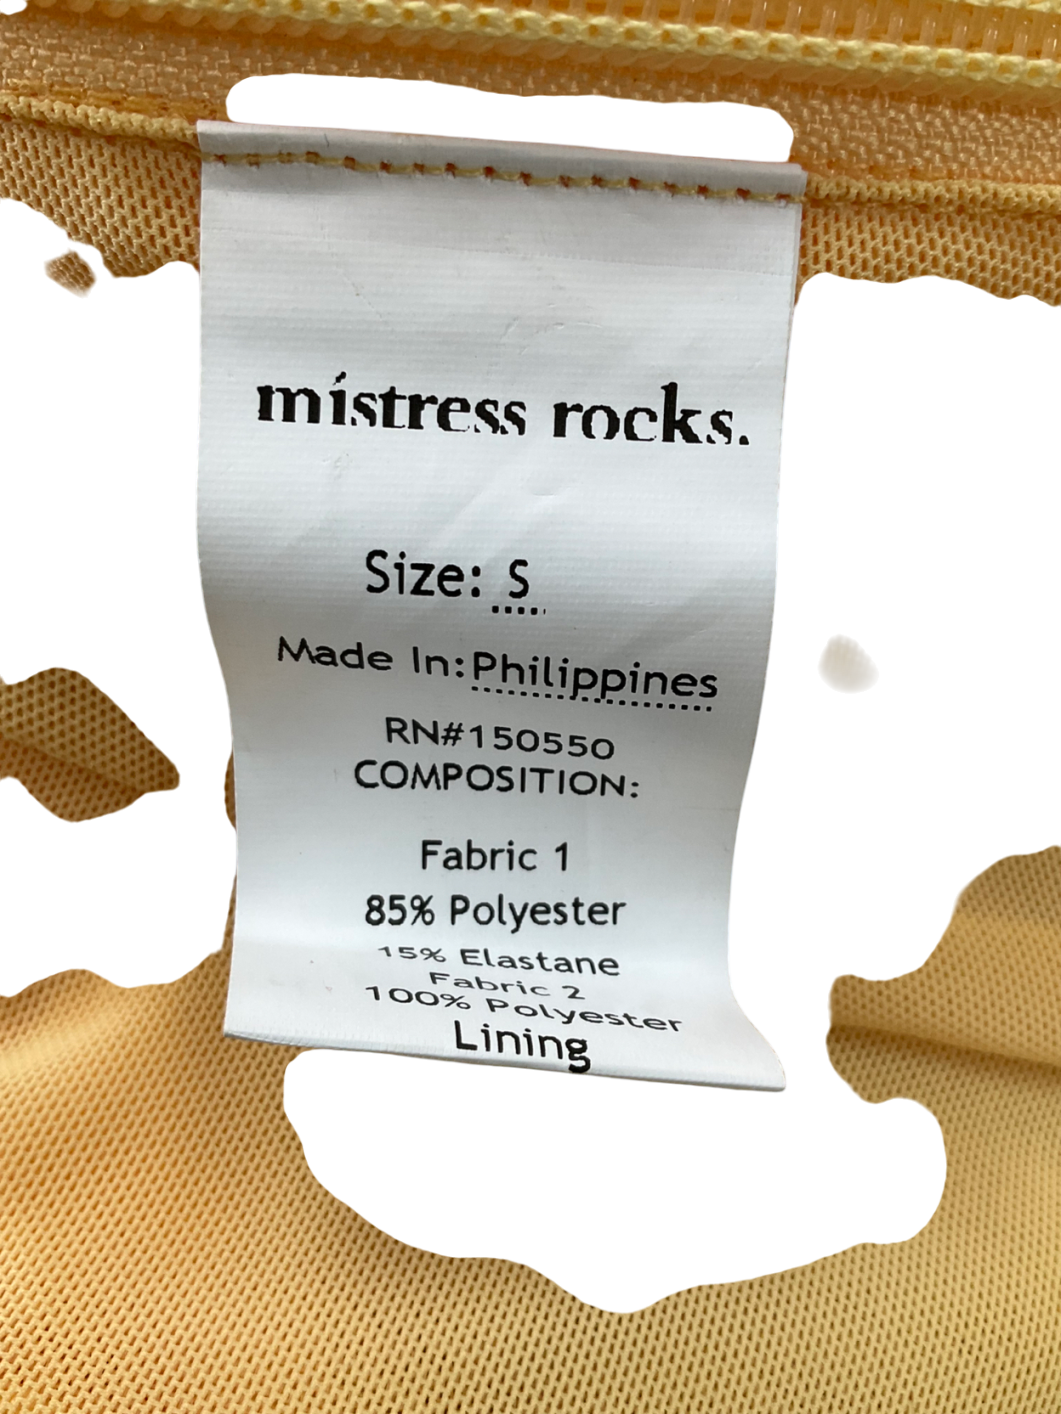 mistress rocks.
Size: S
Made In:Philippines
RN#150550
COMPOSITION:
Fabric 1
85% Polyester
15% Elastane
Fabric 2
100% Polyester
Lining